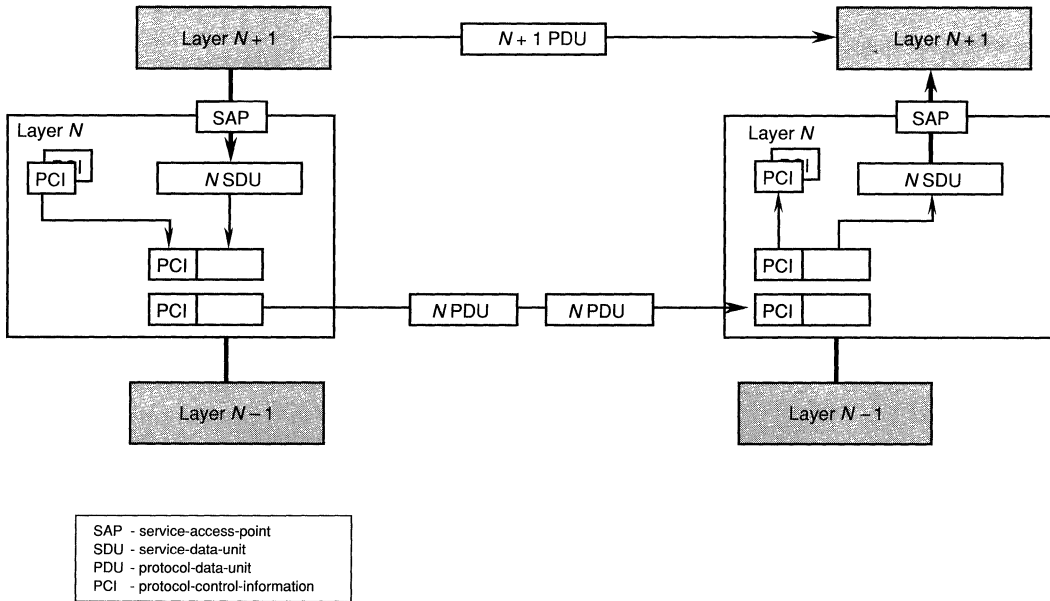 Layer N + 1
N + 1 PDU
Layer N + 1
SAP
SAP
Layer N
Layer N
PCI
N SDU
PCI
N SDU
PCI
PCI
PCI
N PDU
N PDU
PCI
Layer N – 1
Layer N – 1
SAP - service-access-point
SDU - service-data-unit
PDU - protocol-data-unit
PCI - protocol-control-information